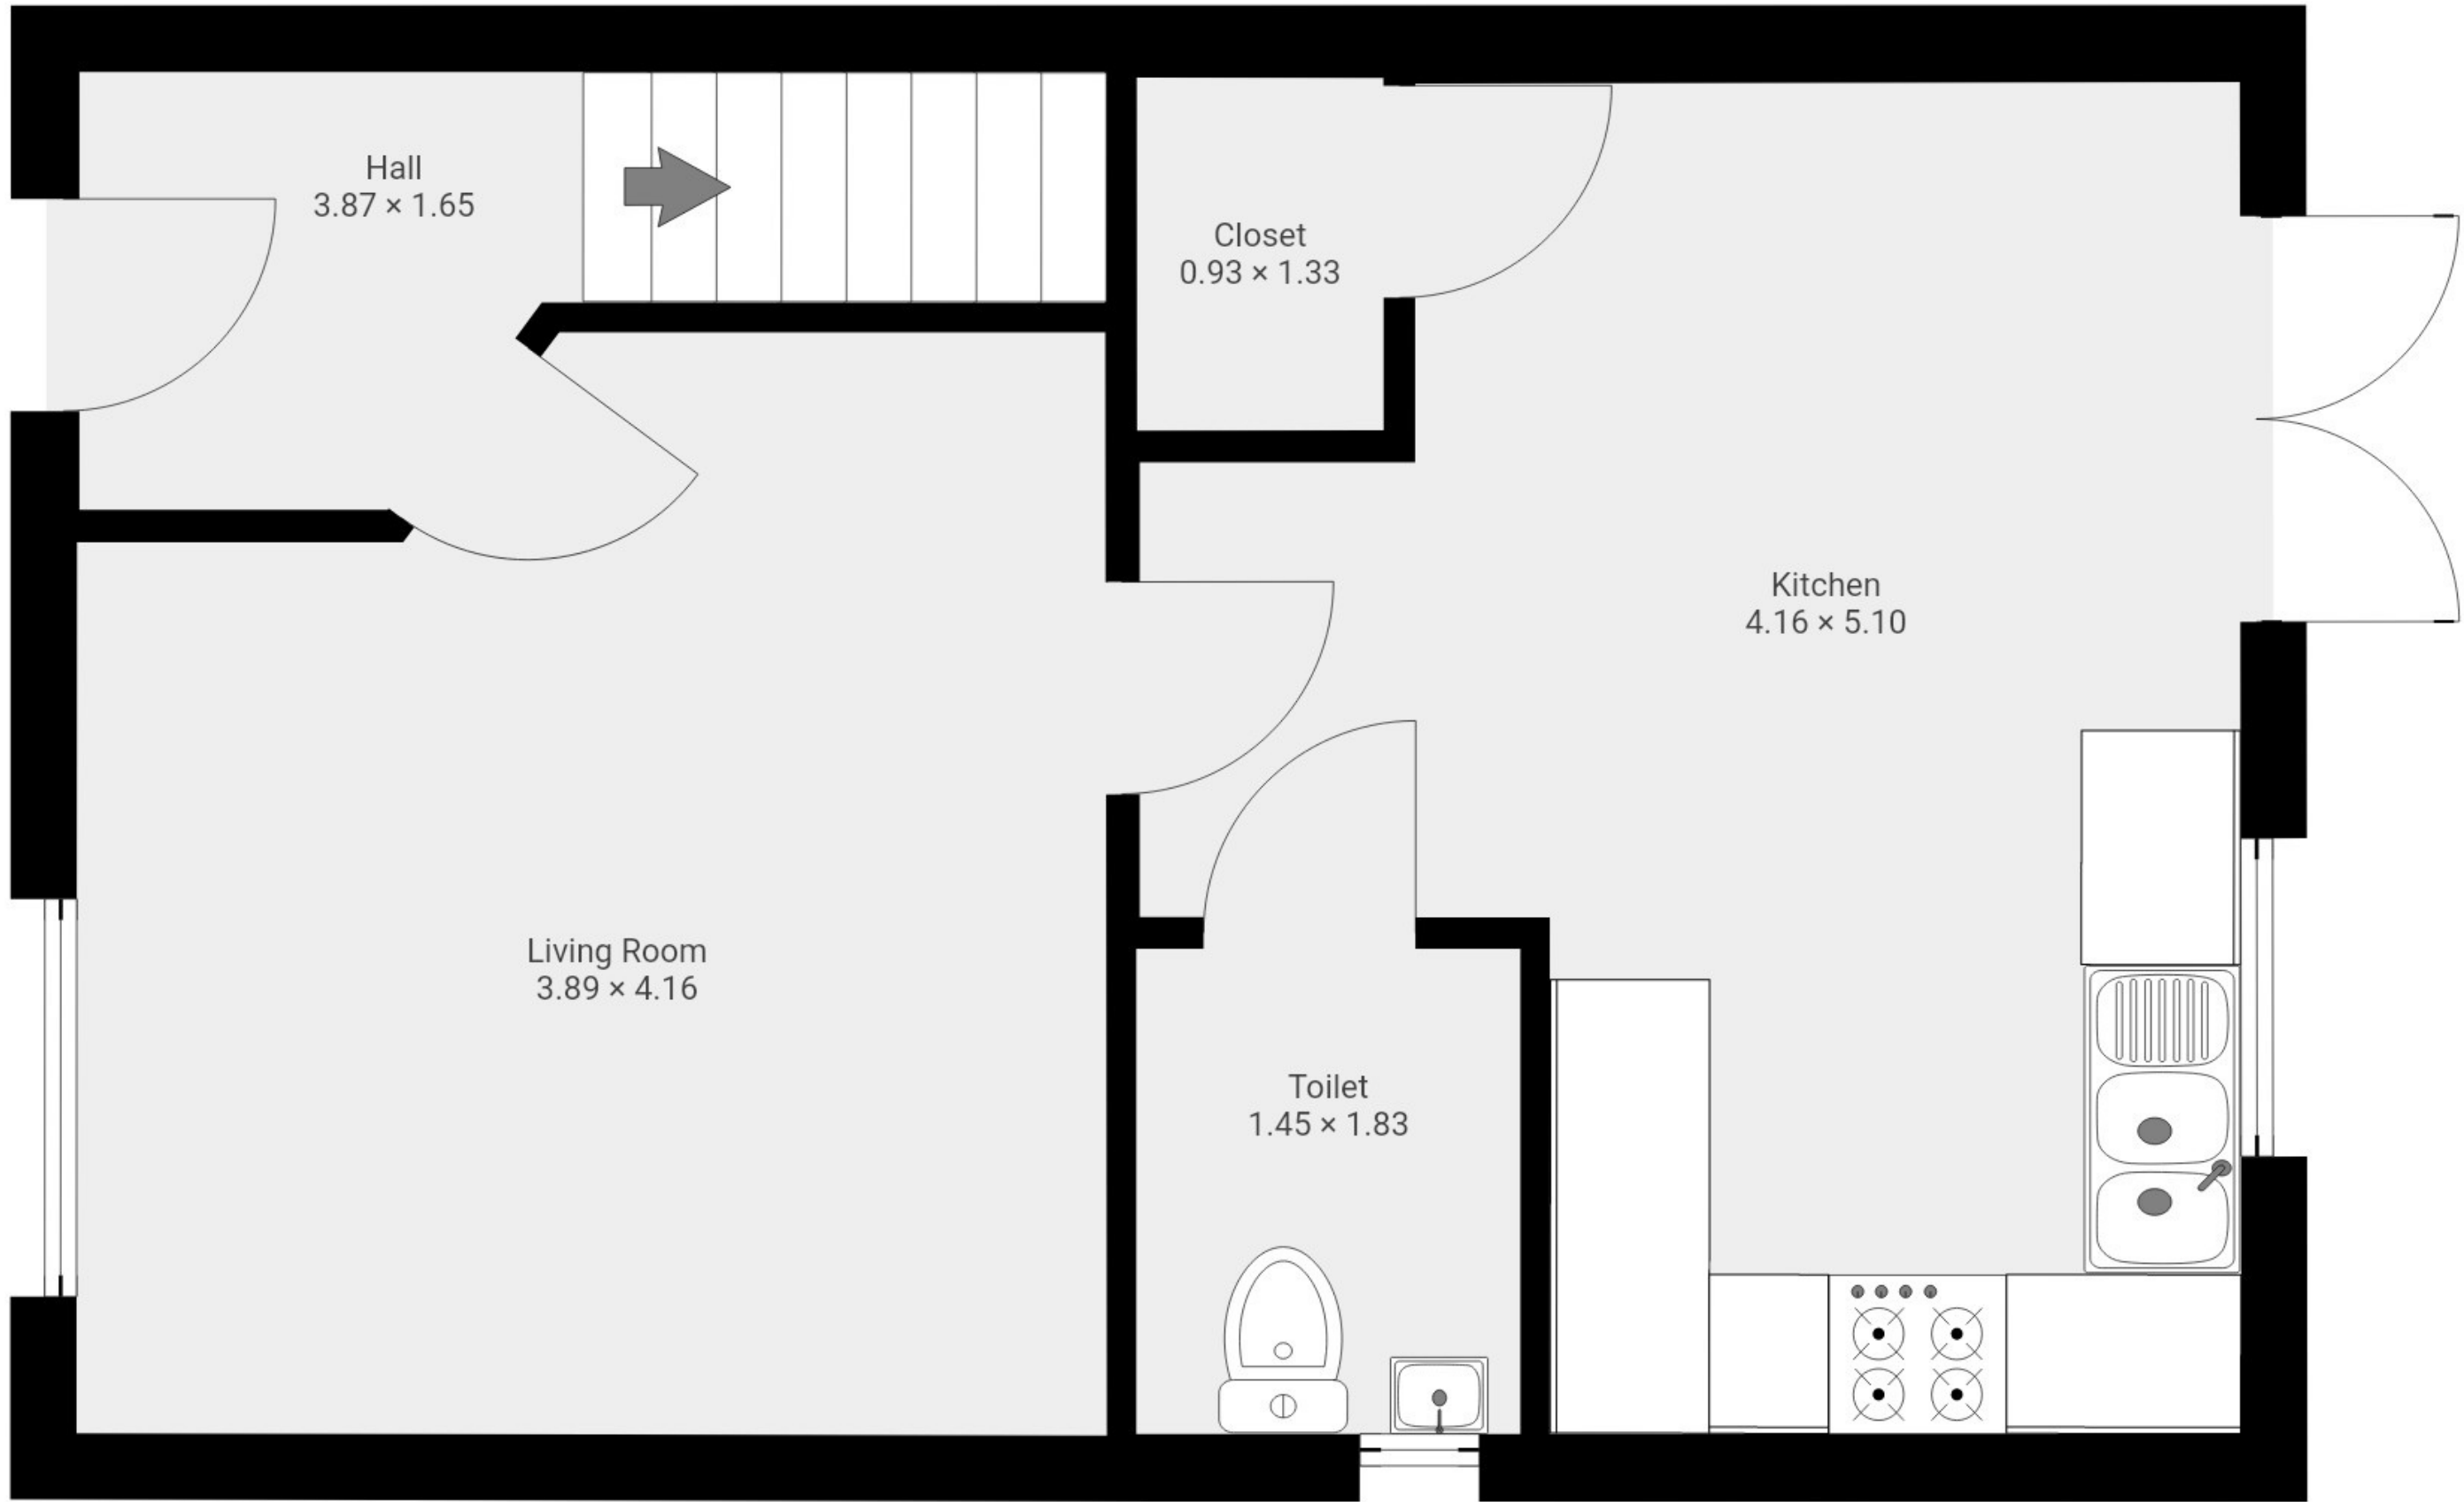 Hall
3.87 × 1.65
Closet
0.93 × 1.33
Kitchen
4.16 × 5.10
Living Room
3.89 × 4.16
Toilet
1.45 × 1.83